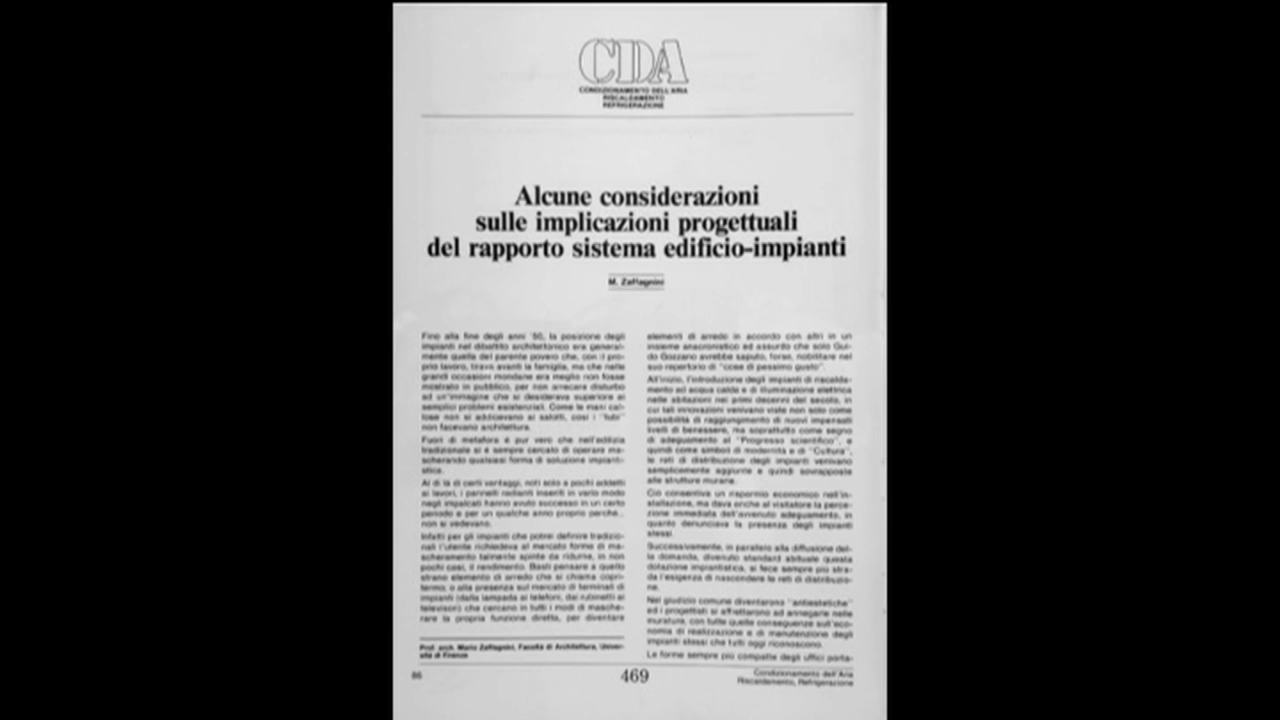 CDA
CONDIZIONAMENTO DELL'ARIA
RISCALDAMENTO
REFRIGERAZIONE
Alcune considerazioni
sulle implicazioni progettuali
del rapporto sistema edificio-impianti
M. Zaffagnini
Fino alla fine degli anni '50, la posizione degli
impianti nel dibattito architettonico era general-
mente quella del parente povero che, con il pro-
prio lavoro, tirava avanti la famiglia, ma che nelle
grandi occasioni mondane era meglio non fosse
mostrato in pubblico, per non arrecare disturbo
ad un'immagine che si desiderava superiore ai
semplici problemi esistenziali. Come le mani cal-
lose non si addicevano ai salotti, così i "tubi"
non facevano architettura.
Fuori di metafora è pur vero che nell'edilizia
tradizionale si è sempre cercato di operare ma-
scherando qualsiasi forma di soluzione impianti-
stica.
Al di là di certi vantaggi, noti solo a pochi addetti
ai lavori, i pannelli radianti inseriti in vario modo
negli impalcati hanno avuto successo in un certo
periodo e per un qualche anno proprio perché...
non si vedevano.
Infatti per gli impianti che potrei definire tradizio-
nali l'utente richiedeva al mercato forme di ma-
scheramento talmente spinte da ridurne, in non
pochi casi, il rendimento. Basti pensare a quello
strano elemento di arredo che si chiama copri-
termo, o alla presenza sul mercato di terminali di
impianti (dalla lampada ai telefoni, dai rubinetti ai
televisori) che cercano in tutti i modi di masche-
rare la propria funzione diretta, per diventare
Prof. arch. Mario Zaffagnini, Facoltà di Architettura, Univer-
sità di Firenze
elementi di arredo in accordo con altri in un
insieme anacronistico ed assurdo che solo Gui-
do Gozzano avrebbe saputo, forse, nobilitare nel
suo repertorio di "cose di pessimo gusto".
All'inizio, l'introduzione degli impianti di riscalda-
mento ad acqua calda e di illuminazione elettrica
nelle abitazioni nei primi decenni del secolo, in
cui tali innovazioni venivano viste non solo come
possibilità di raggiungimento di nuovi impensati
livelli di benessere, ma soprattutto come segno
di adeguamento al "Progresso scientifico", e
quindi come simboli di modernità e di "Cultura",
le reti di distribuzione degli impianti venivano
semplicemente aggiunte e quindi sovrapposte
alle strutture murarie.
Ciò consentiva un risparmio economico nell'in-
stallazione, ma dava anche al visitatore la perce-
zione immediata dell'avvenuto adeguamento, in
quanto denunciava la presenza degli impianti
stessi.
Successivamente, in parallelo alla diffusione del-
la domanda, divenuto standard abituale questa
dotazione impiantistica, si fece sempre più stra-
da l'esigenza di nascondere le reti di distribuzio-
ne.
Nel giudizio comune diventarono "antiestetiche"
ed i progettisti si affrettarono ad annegarle nelle
murature, con tutte quelle conseguenze sull'eco-
nomia di realizzazione e di manutenzione degli
impianti stessi che tutti oggi riconoscono.
Le forme sempre più compatte degli uffici porta-
86
469
Condizionamento dell'Aria
Riscaldamento, Refrigerazione